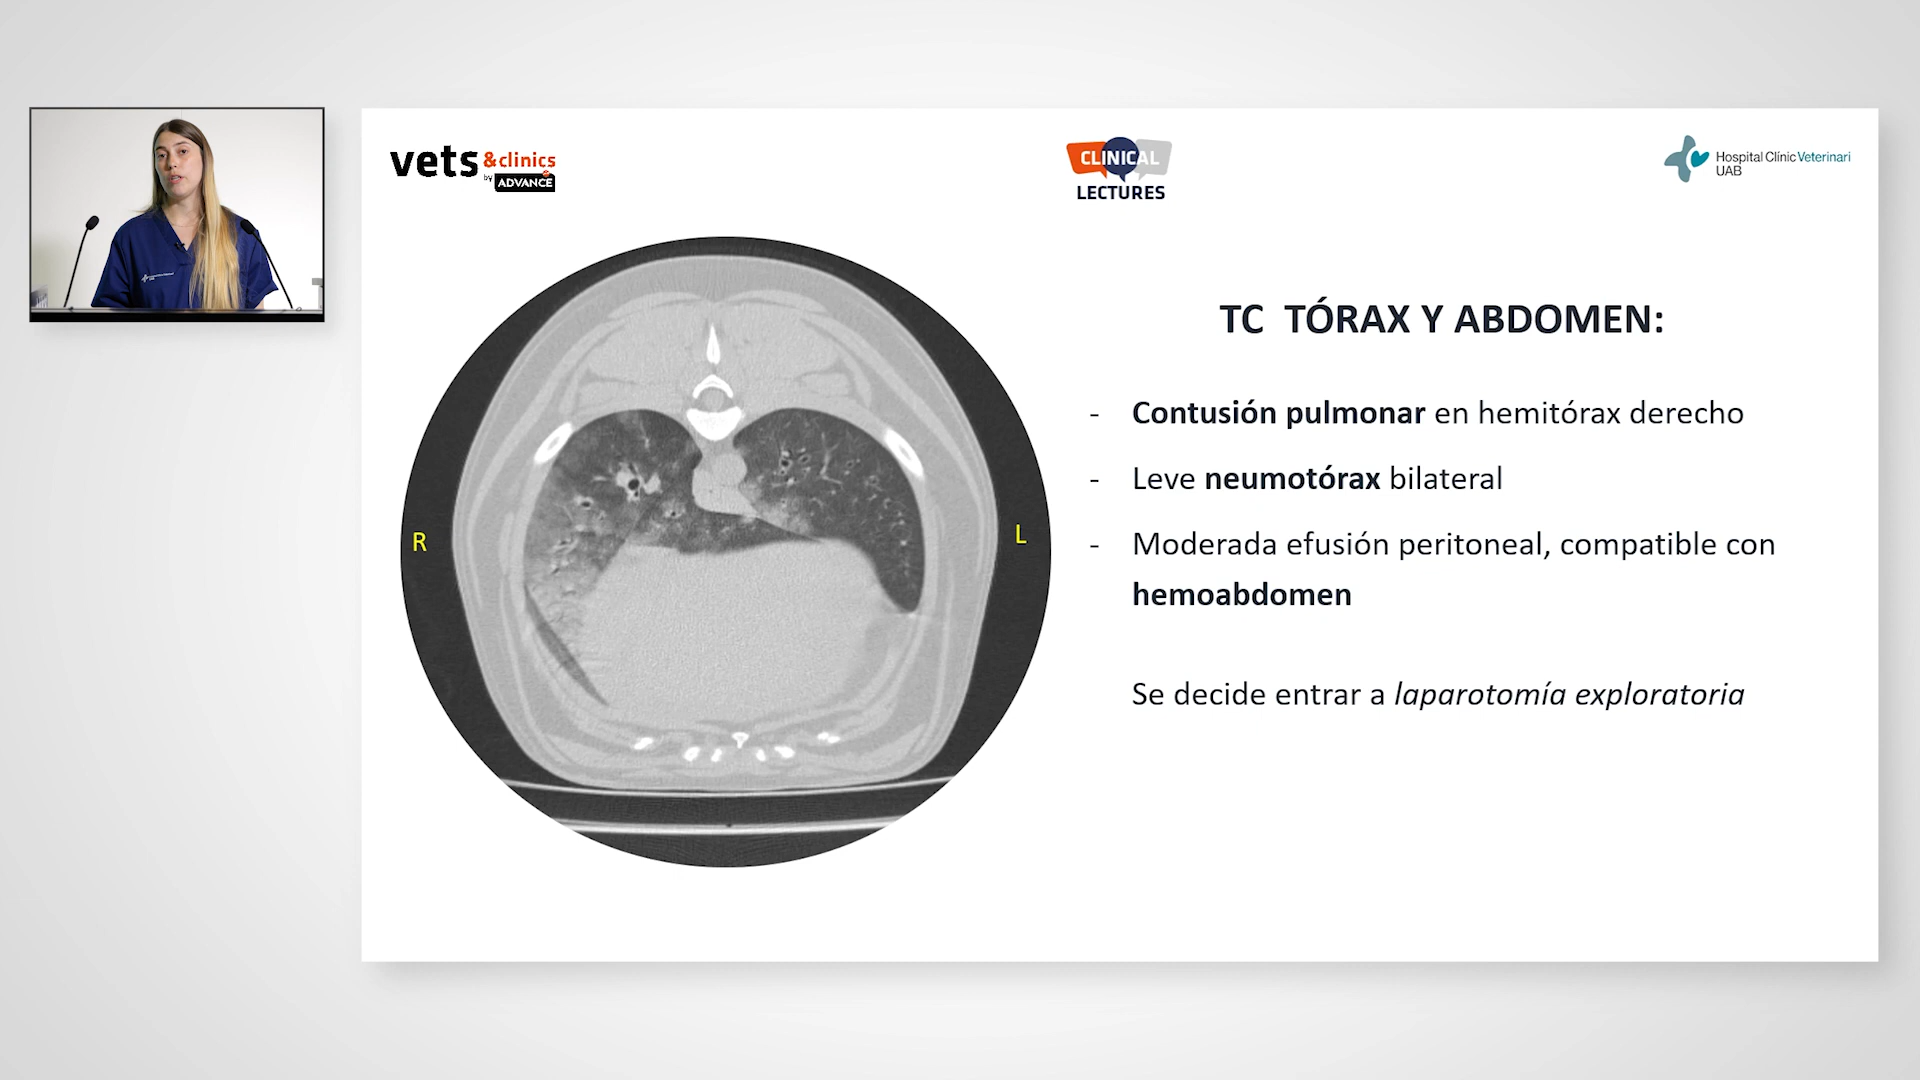 vets &clinics
by ADVANCE
CLINICAL
LECTURES
Hospital Clínic Veterinari
UAB
R
L
TC TÓRAX Y ABDOMEN:
- Contusión pulmonar en hemitórax derecho
- Leve neumotórax bilateral
- Moderada efusión peritoneal, compatible con
hemoabdomen
Se decide entrar a laparotomía exploratoria